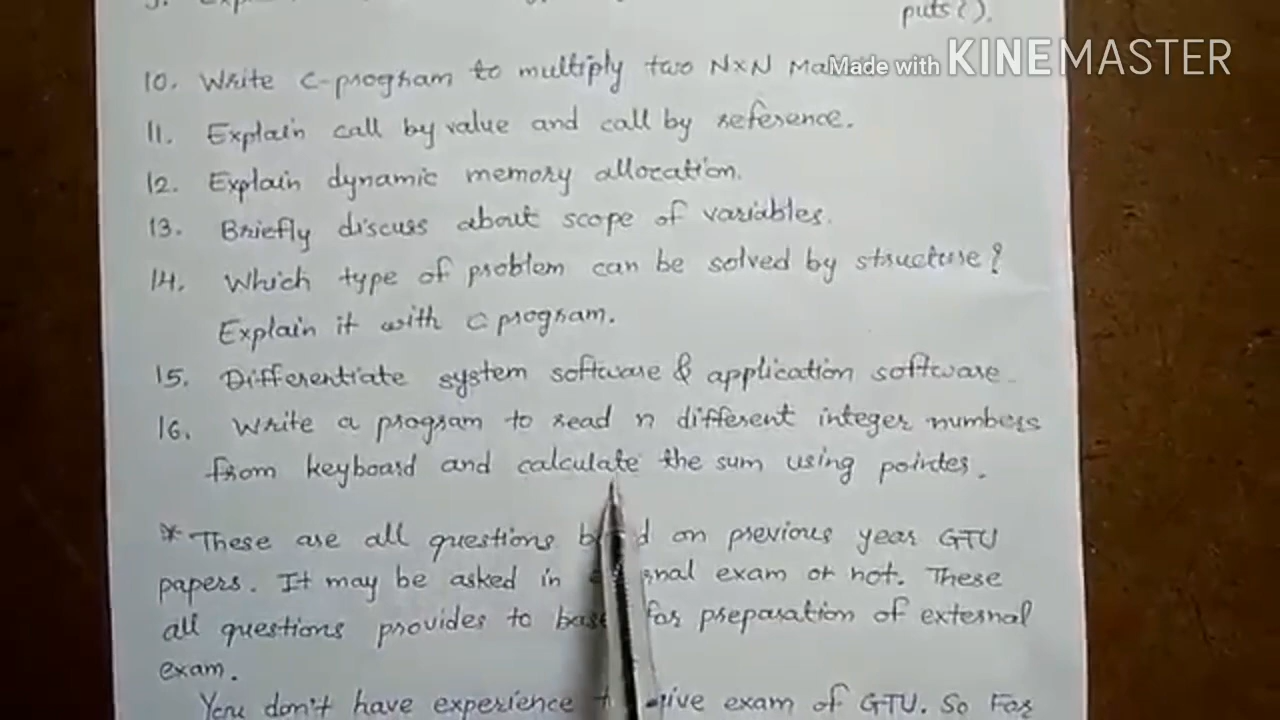 puts().
10. Write C-program to multiply two NxN
Made with KINEMASTER
11. Explain call by value and call by reference.
12. Explain dynamic memory allocation.
13. Briefly discuss about scope of variables.
14. Which type of problem can be solved by structure?
Explain it with C program.
15. Differentiate system software & application software.
16. Write a program to read n different integer numbers
from keyboard and calculate the sum using pointer.
* These are all questions on previous year GTU
papers. It may be asked in exam or not. These
all questions provides to for preparation of external
exam.
You don't have experience give exam of GTU. So For